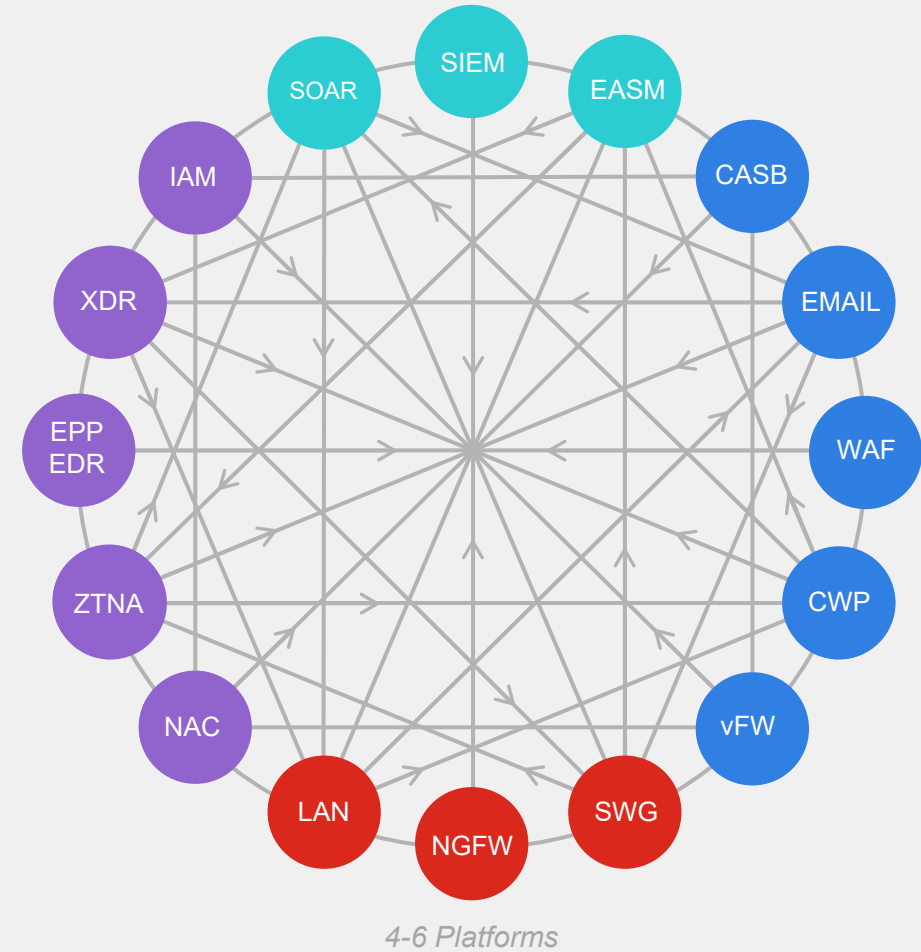 SIEM
SOAR
EASM
IAM
CASB
XDR
EMAIL
EPP
EDR
WAF
ZTNA
CWP
NAC
vFW
LAN
SWG
NGFW
4-6 Platforms